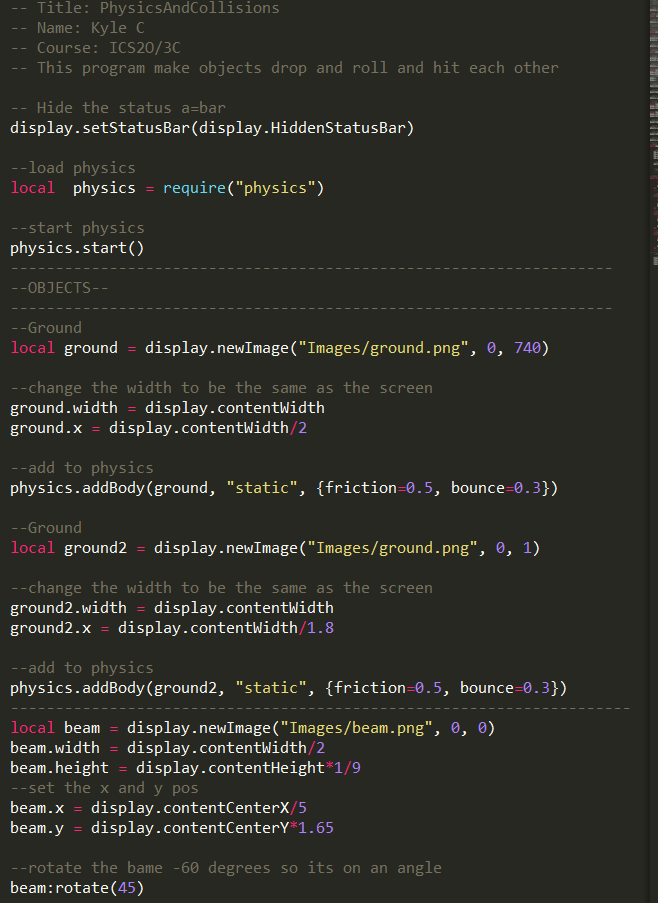 -- Title: PhysicsAndCollisions
-- Name: Kyle C
-- Course: ICS2O/3C
-- This program make objects drop and roll and hit each other
-- Hide the status a=bar
display.setStatusBar(display.HiddenStatusBar)
--load physics
local  physics = require("physics")
--start physics
physics.start()
-------------------------------------------------------------------
--OBJECTS--
-------------------------------------------------------------------
--Ground
local ground = display.newImage("Images/ground.png", 0, 740)
--change the width to be the same as the screen
ground.width = display.contentWidth
ground.x = display.contentWidth/2
--add to physics
physics.addBody(ground, "static", {friction=0.5, bounce=0.3})
--Ground
local ground2 = display.newImage("Images/ground.png", 0, 1)
--change the width to be the same as the screen
ground2.width = display.contentWidth
ground2.x = display.contentWidth/1.8
--add to physics
physics.addBody(ground2, "static", {friction=0.5, bounce=0.3})
---------------------------------------------------------------------
local beam = display.newImage("Images/beam.png", 0, 0)
beam.width = display.contentWidth/2
beam.height = display.contentHeight*1/9
--set the x and y pos
beam.x = display.contentCenterX/5
beam.y = display.contentCenterY*1.65
--rotate the bame -60 degrees so its on an angle
beam:rotate(45)